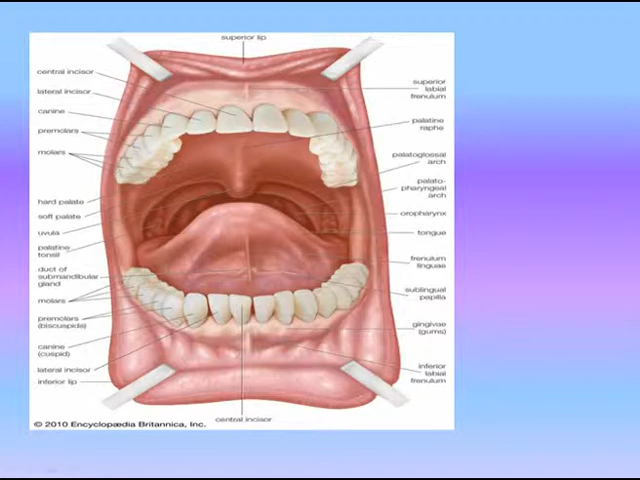 superior lip
central incisor
lateral incisor
canine
premolars
molars
hard palate
soft palate
uvula
palatine
tonsil
duct of
submandibular
gland
molars
premolars
(biscuspids)
canine
(cuspid)
lateral incisor
inferior lip
superior
labial
frenulum
palatine
raphe
palatoglossal
arch
palato-
pharyngeal
arch
oropharynx
tongue
frenulum
linguae
sublingual
papilla
gingivae
(gums)
inferior
labial
frenulum
central incisor
© 2010 Encyclopædia Britannica, Inc.